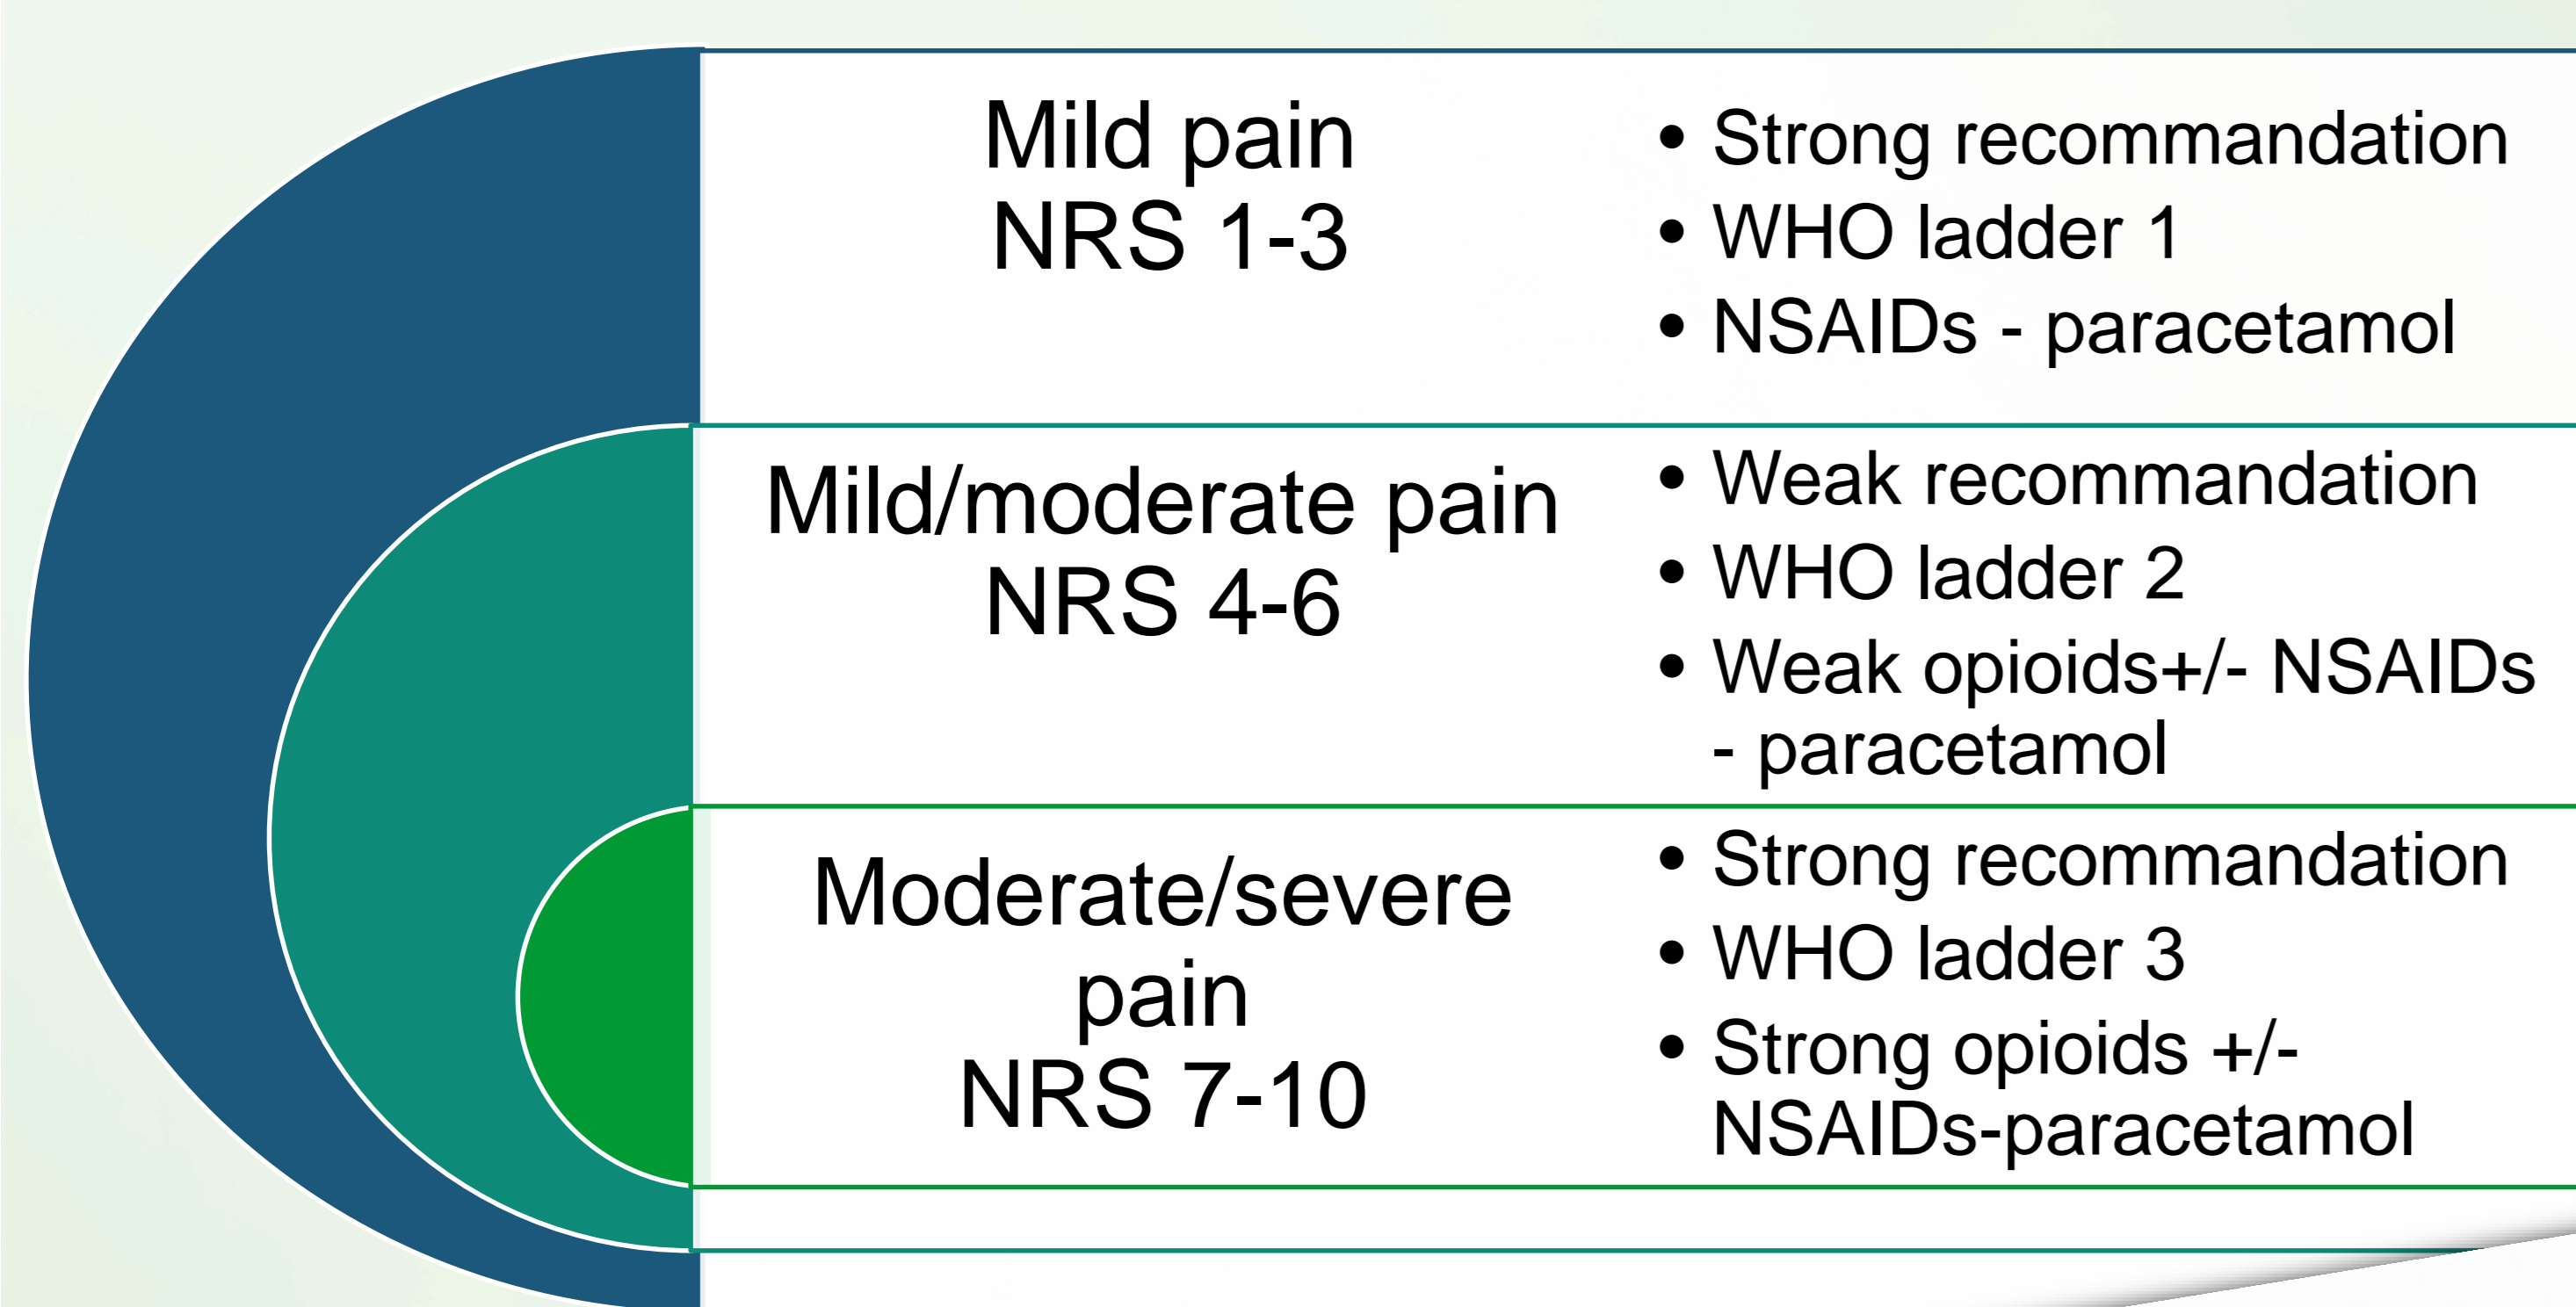 Mild pain
NRS 1-3
• Strong recommandation
• WHO ladder 1
• NSAIDs - paracetamol
Mild/moderate pain
NRS 4-6
• Weak recommandation
• WHO ladder 2
• Weak opioids+/- NSAIDs
- paracetamol
Moderate/severe
pain
NRS 7-10
• Strong recommandation
• WHO ladder 3
• Strong opioids +/-
NSAIDs-paracetamol